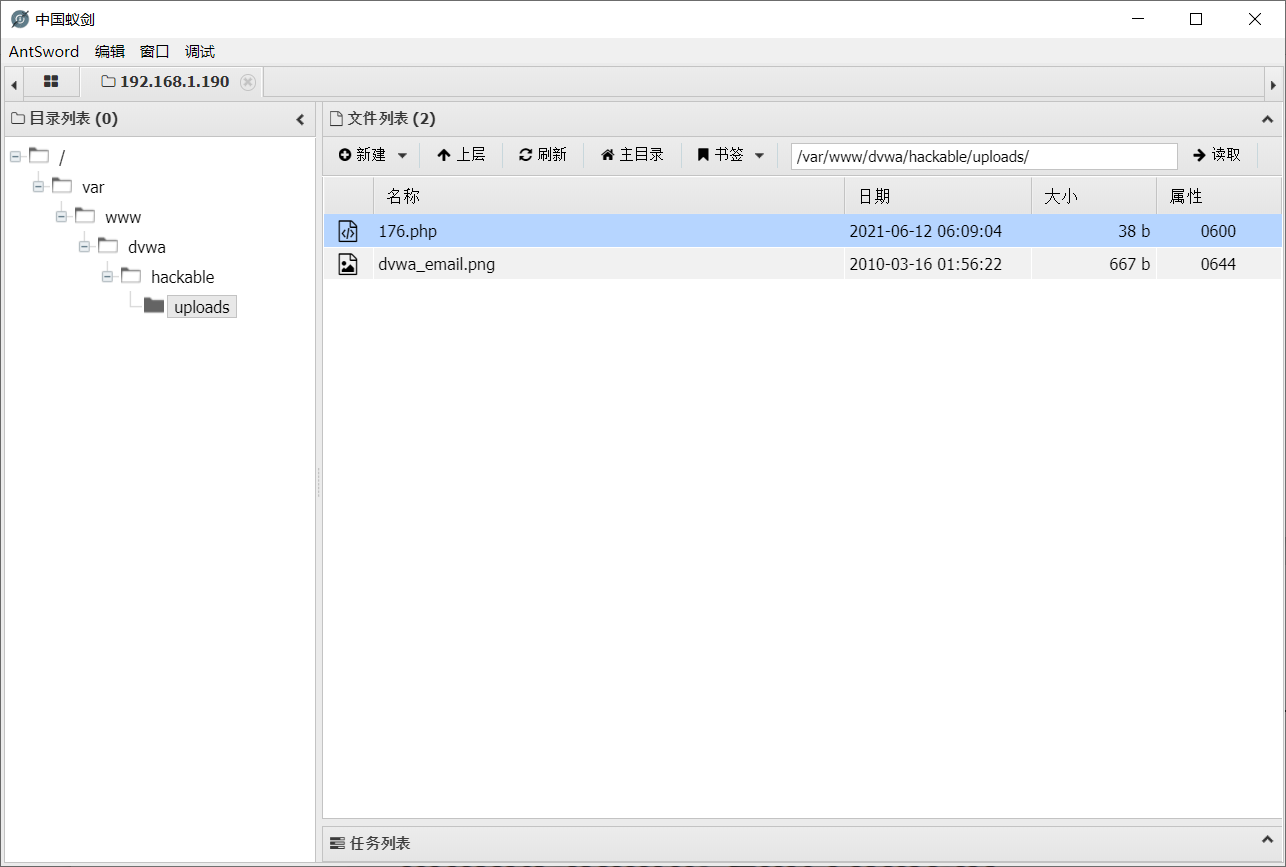 中国蚁剑
AntSword 编辑 窗口 调试
192.168.1.190
目录列表 (0)
/
var
www
dvwa
hackable
uploads
文件列表 (2)
新建 上层 刷新 主目录 书签 /var/www/dvwa/hackable/uploads/ 读取
名称 日期 大小 属性
176.php 2021-06-12 06:09:04 38 b 0600
dvwa_email.png 2010-03-16 01:56:22 667 b 0644
任务列表